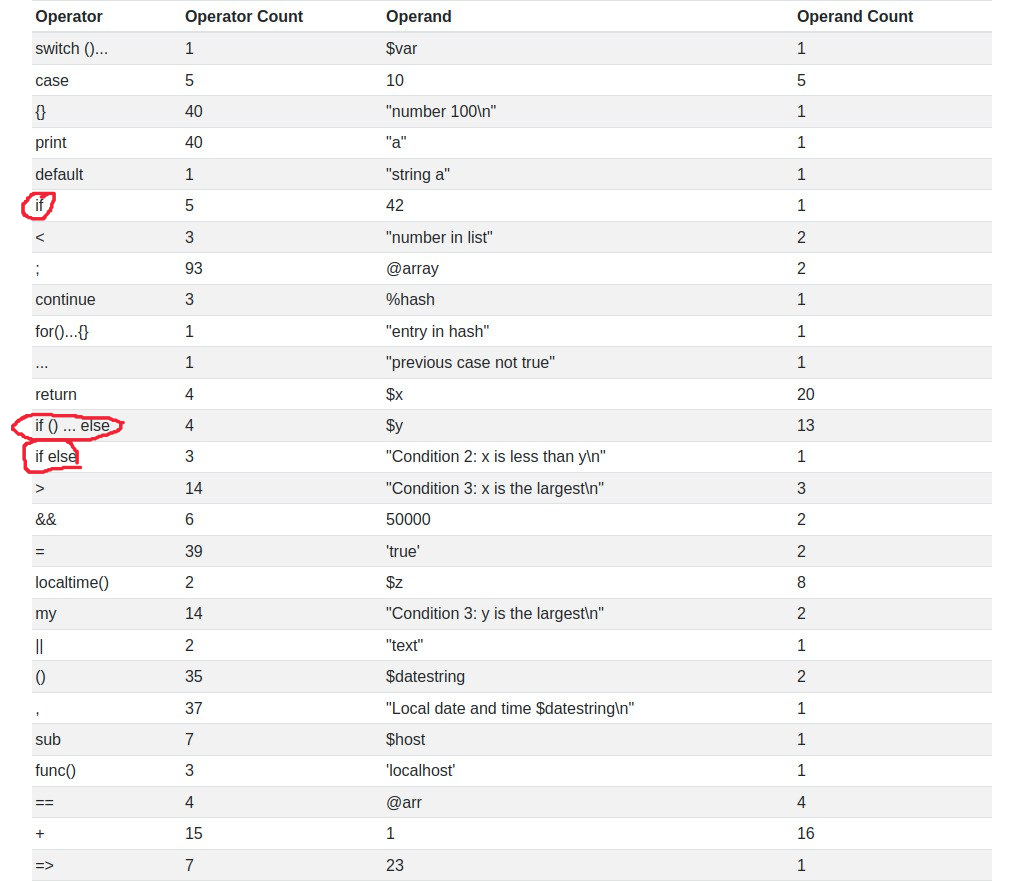 Operator Operator Count Operand Operand Count
switch ()... 1 $var 1
case 5 10 5
{} 40 "number 100\n" 1
print 40 "a" 1
default 1 "string a" 1
if 5 42 1
< 3 "number in list" 2
; 93 @array 2
continue 3 %hash 1
for()...{} 1 "entry in hash" 1
... 1 "previous case not true" 1
return 4 $x 20
if () ... else 4 $y 13
if else 3 "Condition 2: x is less than y\n" 1
> 14 "Condition 3: x is the largest\n" 3
&& 6 50000 2
= 39 'true' 2
localtime() 2 $z 8
my 14 "Condition 3: y is the largest\n" 2
|| 2 "text" 1
() 35 $datestring 2
, 37 "Local date and time $datestring\n" 1
sub 7 $host 1
func() 3 'localhost' 1
== 4 @arr 4
+ 15 1 16
=> 7 23 1